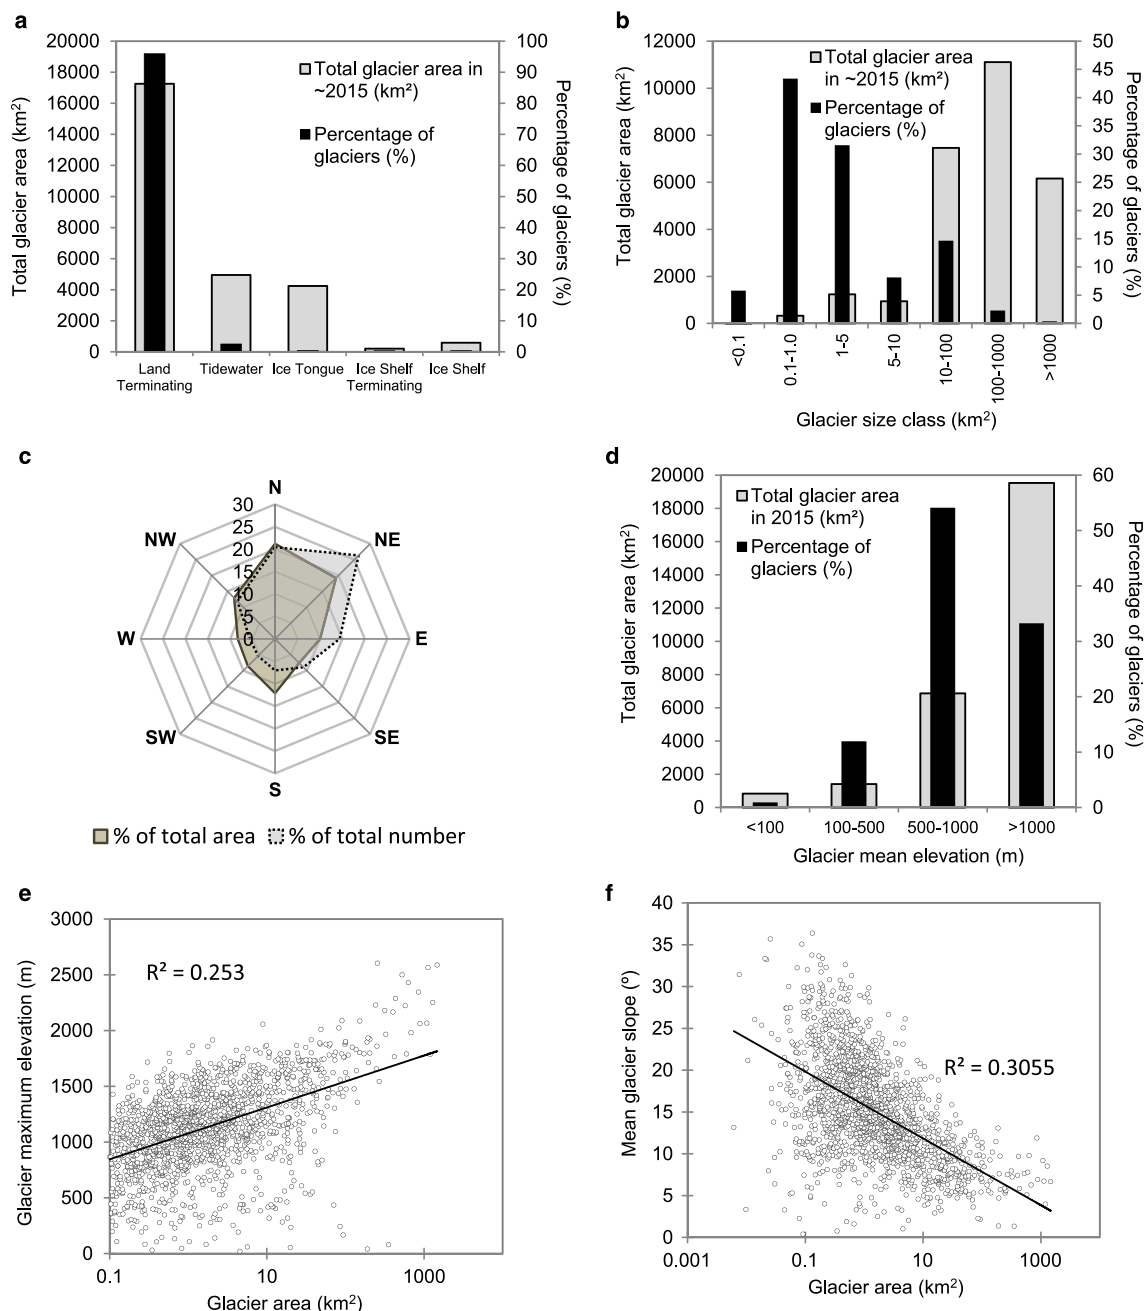 a
20000
18000
16000
14000
12000
10000
8000
6000
4000
2000
0
Total glacier area (km²)
100
90
80
70
60
50
40
30
20
10
0
Percentage of glaciers (%)
Total glacier area in
~2015 (km²)
Percentage of
glaciers (%)
Land
Terminating
Tidewater
Ice Tongue
Ice Shelf
Terminating
Ice Shelf
b
12000
10000
8000
6000
4000
2000
0
Total glacier area (km²)
50
45
40
35
30
25
20
15
10
5
0
Percentage of glaciers (%)
Total glacier area
in ~2015 (km²)
Percentage of
glaciers (%)
<0.1
0.1-1.0
1-5
5-10
10-100
100-1000
>1000
Glacier size class (km²)
c
N
NE
E
SE
S
SW
W
NW
30
25
20
15
10
5
0
% of total area
% of total number
d
20000
18000
16000
14000
12000
10000
8000
6000
4000
2000
0
Total glacier area (km²)
60
50
40
30
20
10
0
Percentage of glaciers (%)
Total glacier area
in 2015 (km²)
Percentage of
glaciers (%)
<100
100-500
500-1000
>1000
Glacier mean elevation (m)
e
3000
2500
2000
1500
1000
500
0
Glacier maximum elevation (m)
R² = 0.253
0.1
10
1000
Glacier area (km²)
f
40
35
30
25
20
15
10
5
0
Mean glacier slope (º)
R² = 0.3055
0.001
0.1
10
1000
Glacier area (km²)